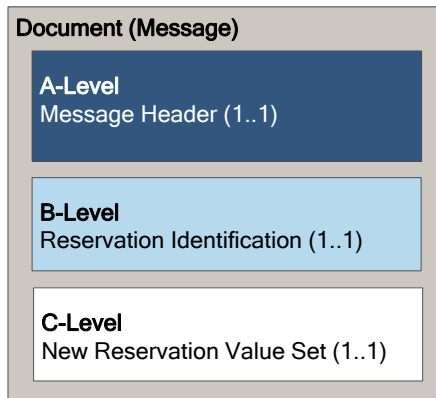 Document (Message)
A-Level
Message Header (1..1)
B-Level
Reservation Identification (1..1)
C-Level
New Reservation Value Set (1..1)